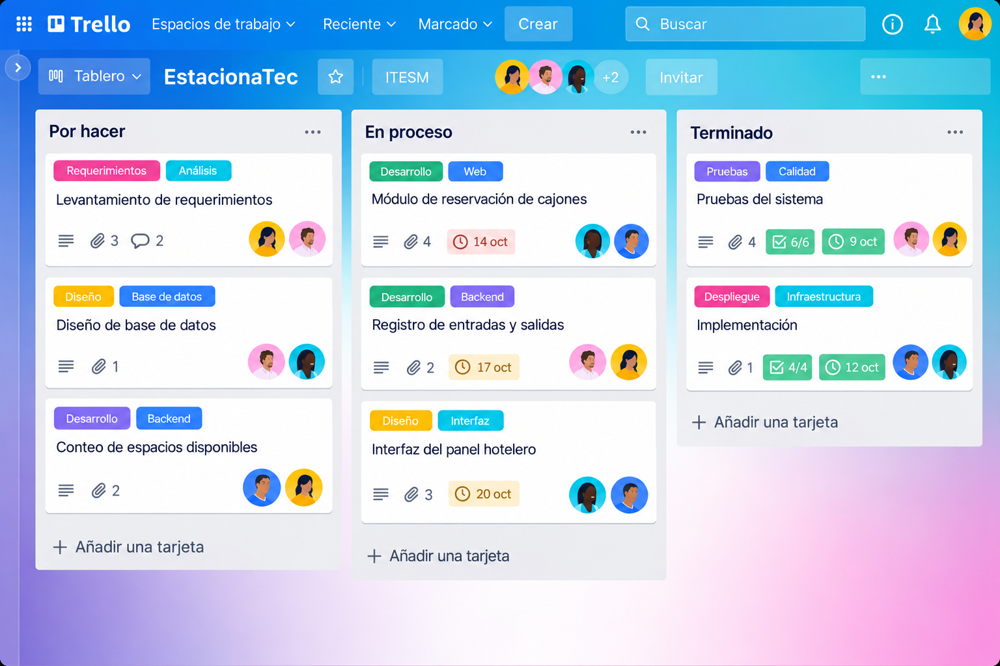 Trello
Espacios de trabajo
Reciente
Marcado
Crear
Buscar
Tablero
EstacionaTec
ITESM
+2
Invitar
Por hacer
Requerimientos
Análisis
Levantamiento de requerimientos
3
2
Diseño
Base de datos
Diseño de base de datos
1
Desarrollo
Backend
Conteo de espacios disponibles
2
+ Añadir una tarjeta
En proceso
Desarrollo
Web
Módulo de reservación de cajones
4
14 oct
Desarrollo
Backend
Registro de entradas y salidas
2
17 oct
Diseño
Interfaz
Interfaz del panel hotelero
3
20 oct
+ Añadir una tarjeta
Terminado
Pruebas
Calidad
Pruebas del sistema
4
6/6
9 oct
Despliegue
Infraestructura
Implementación
1
4/4
12 oct
+ Añadir una tarjeta